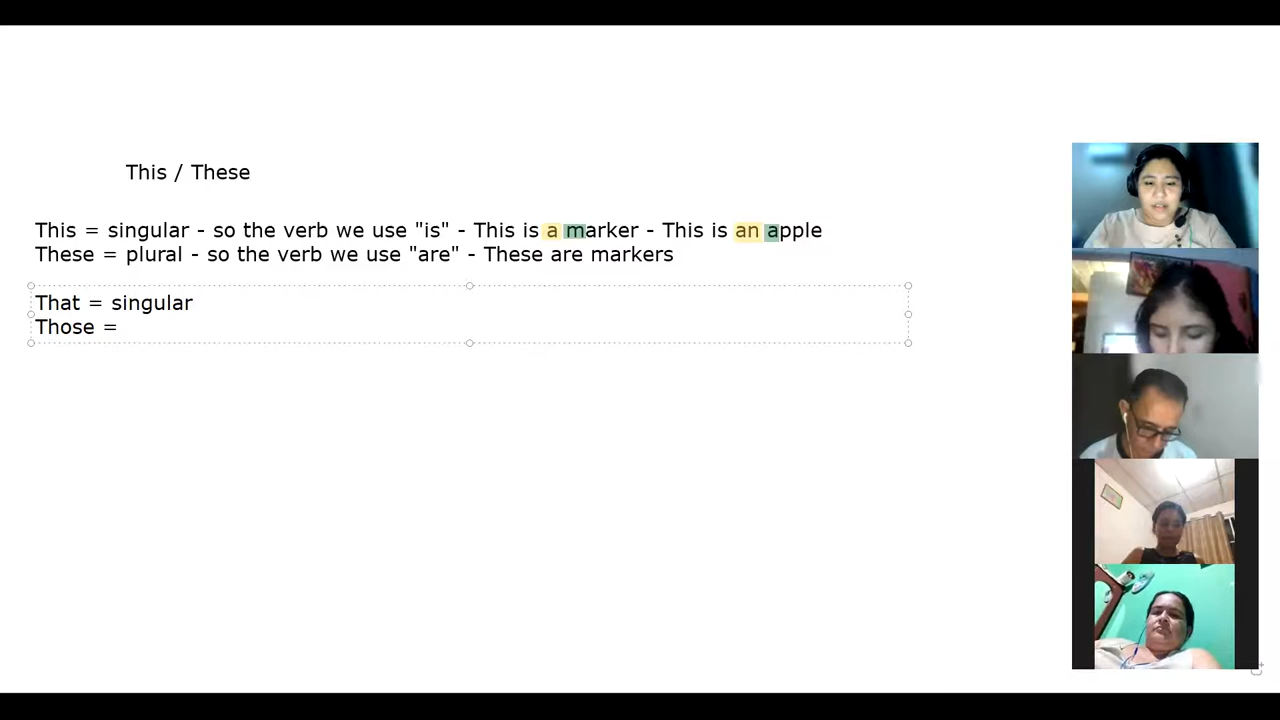 This / These
This = singular - so the verb we use "is" - This is a marker - This is an apple
These = plural - so the verb we use "are" - These are markers
That = singular
Those =